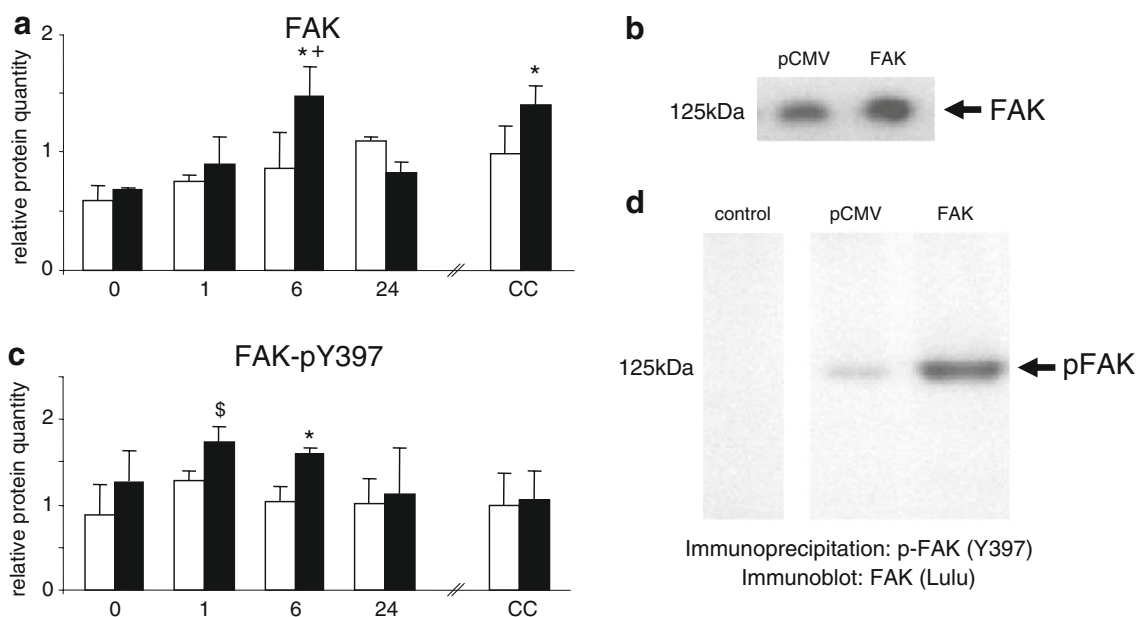 a
FAK
relative protein quantity
2
1
0
* +
*
0 1 6 24 CC
b
pCMV FAK
125kDa
FAK
c
FAK-pY397
relative protein quantity
2
1
0
$
*
0 1 6 24 CC
d
control pCMV FAK
125kDa
pFAK
Immunoprecipitation: p-FAK (Y397)
Immunoblot: FAK (Lulu)